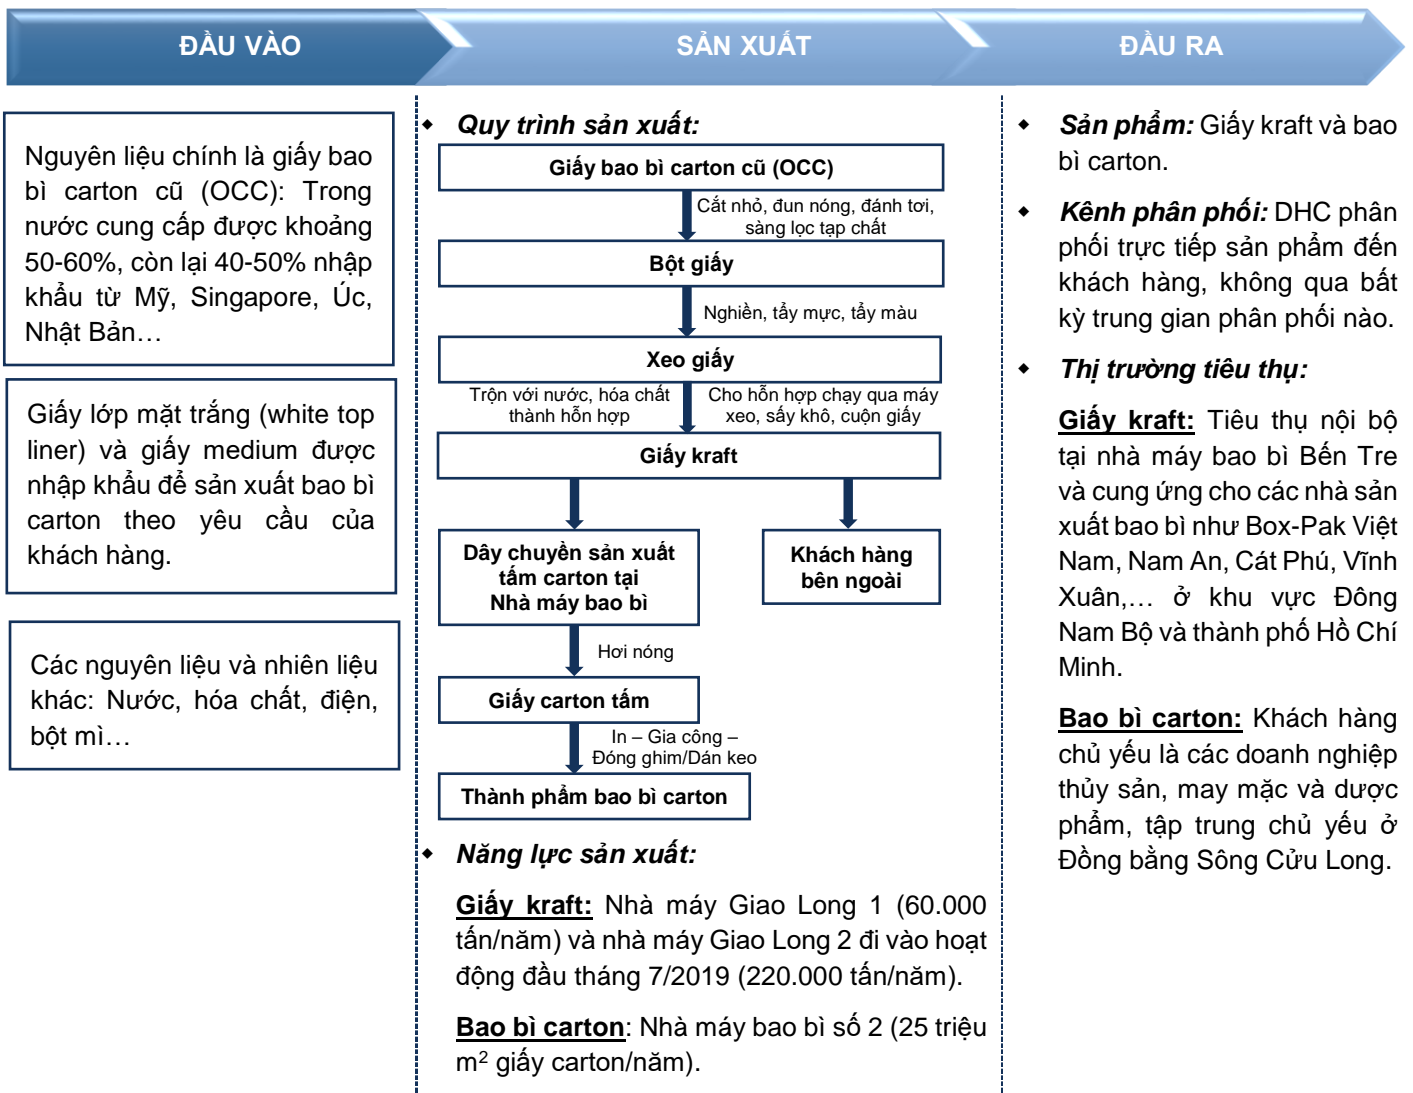 ĐẦU VÀO
SẢN XUẤT
ĐẦU RA
Nguyên liệu chính là giấy bao
bì carton cũ (OCC): Trong
nước cung cấp được khoảng
50-60%, còn lại 40-50% nhập
khẩu từ Mỹ, Singapore, Úc,
Nhật Bản…
Giấy lớp mặt trắng (white top
liner) và giấy medium được
nhập khẩu để sản xuất bao bì
carton theo yêu cầu của
khách hàng.
Các nguyên liệu và nhiên liệu
khác: Nước, hóa chất, điện,
bột mì…
Quy trình sản xuất:
Giấy bao bì carton cũ (OCC)
Cắt nhỏ, đun nóng, đánh tơi,
sàng lọc tạp chất
Bột giấy
Nghiền, tẩy mực, tẩy màu
Xeo giấy
Trộn với nước, hóa chất
thành hỗn hợp
Cho hỗn hợp chạy qua máy
xeo, sấy khô, cuộn giấy
Giấy kraft
Dây chuyền sản xuất
tấm carton tại
Nhà máy bao bì
Khách hàng
bên ngoài
Hơi nóng
Giấy carton tấm
In – Gia công –
Đóng ghim/Dán keo
Thành phẩm bao bì carton
Năng lực sản xuất:
Giấy kraft: Nhà máy Giao Long 1 (60.000
tấn/năm) và nhà máy Giao Long 2 đi vào hoạt
động đầu tháng 7/2019 (220.000 tấn/năm).
Bao bì carton: Nhà máy bao bì số 2 (25 triệu
m² giấy carton/năm).
Sản phẩm: Giấy kraft và bao
bì carton.
Kênh phân phối: DHC phân
phối trực tiếp sản phẩm đến
khách hàng, không qua bất
kỳ trung gian phân phối nào.
Thị trường tiêu thụ:
Giấy kraft: Tiêu thụ nội bộ
tại nhà máy bao bì Bến Tre
và cung ứng cho các nhà sản
xuất bao bì như Box-Pak Việt
Nam, Nam An, Cát Phú, Vĩnh
Xuân,… ở khu vực Đông
Nam Bộ và thành phố Hồ Chí
Minh.
Bao bì carton: Khách hàng
chủ yếu là các doanh nghiệp
thủy sản, may mặc và dược
phẩm, tập trung chủ yếu ở
Đồng bằng Sông Cửu Long.